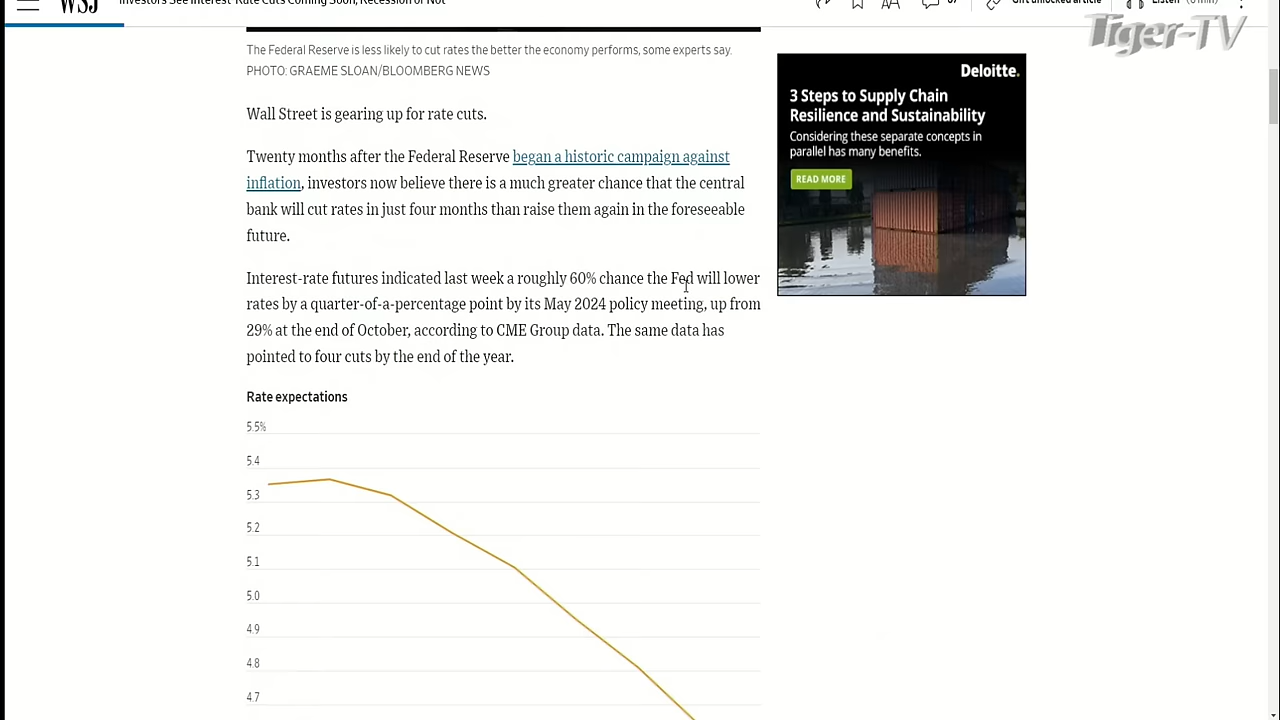 WSJ
Investors See Interest-Rate Cuts Coming Soon, Recession or Not
Gift unlocked article
Listen
Tiger-TV
The Federal Reserve is less likely to cut rates the better the economy performs, some experts say.
PHOTO: GRAEME SLOAN/BLOOMBERG NEWS
Wall Street is gearing up for rate cuts.
Twenty months after the Federal Reserve began a historic campaign against
inflation, investors now believe there is a much greater chance that the central
bank will cut rates in just four months than raise them again in the foreseeable
future.
Interest-rate futures indicated last week a roughly 60% chance the Fed will lower
rates by a quarter-of-a-percentage point by its May 2024 policy meeting, up from
29% at the end of October, according to CME Group data. The same data has
pointed to four cuts by the end of the year.
Rate expectations
5.5%
5.4
5.3
5.2
5.1
5.0
4.9
4.8
4.7
Deloitte.
3 Steps to Supply Chain
Resilience and Sustainability
Considering these separate concepts in
parallel has many benefits.
READ MORE